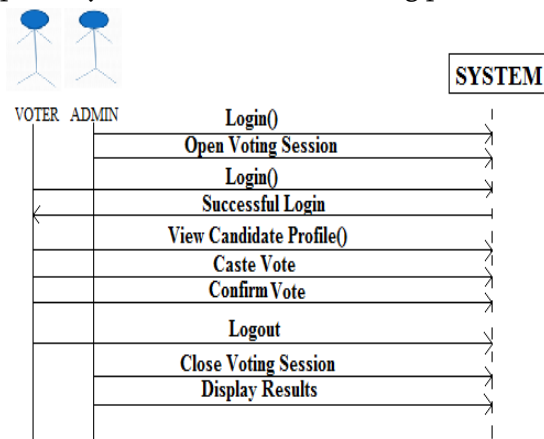 SYSTEM
VOTER ADMIN
Login()
Open Voting Session
Login()
Successful Login
View Candidate Profile()
Caste Vote
Confirm Vote
Logout
Close Voting Session
Display Results